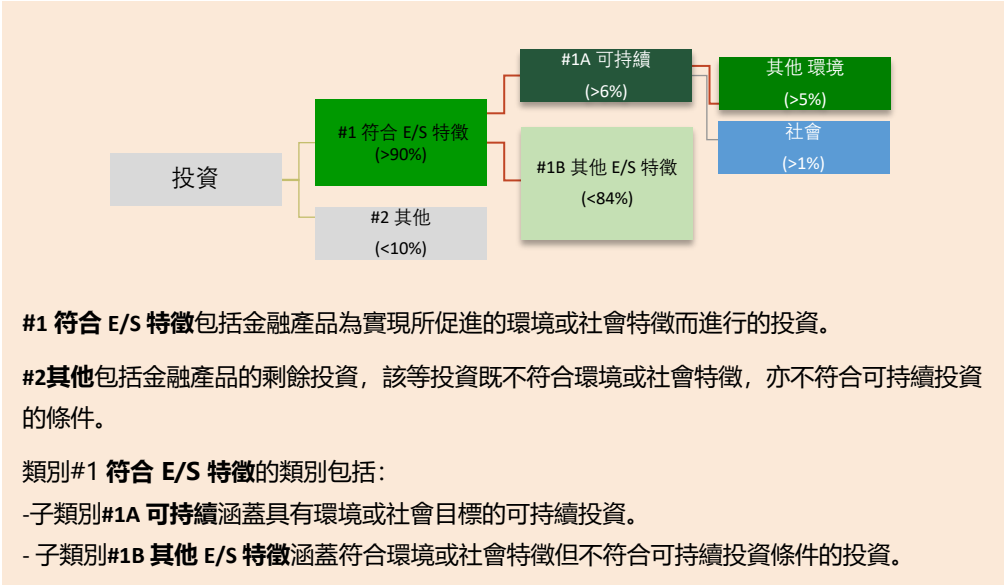 #1A 可持續
(>6%)
其他 環境
(>5%)
#1 符合 E/S 特徵
(>90%)
社會
(>1%)
投資
#1B 其他 E/S 特徵
(<84%)
#2 其他
(<10%)
#1 符合 E/S 特徵包括金融產品為實現所促進的環境或社會特徵而進行的投資。
#2其他包括金融產品的剩餘投資，該等投資既不符合環境或社會特徵，亦不符合可持續投資
的條件。
類別#1 符合 E/S 特徵的類別包括：
-子類別#1A 可持續涵蓋具有環境或社會目標的可持續投資。
- 子類別#1B 其他 E/S 特徵涵蓋符合環境或社會特徵但不符合可持續投資條件的投資。